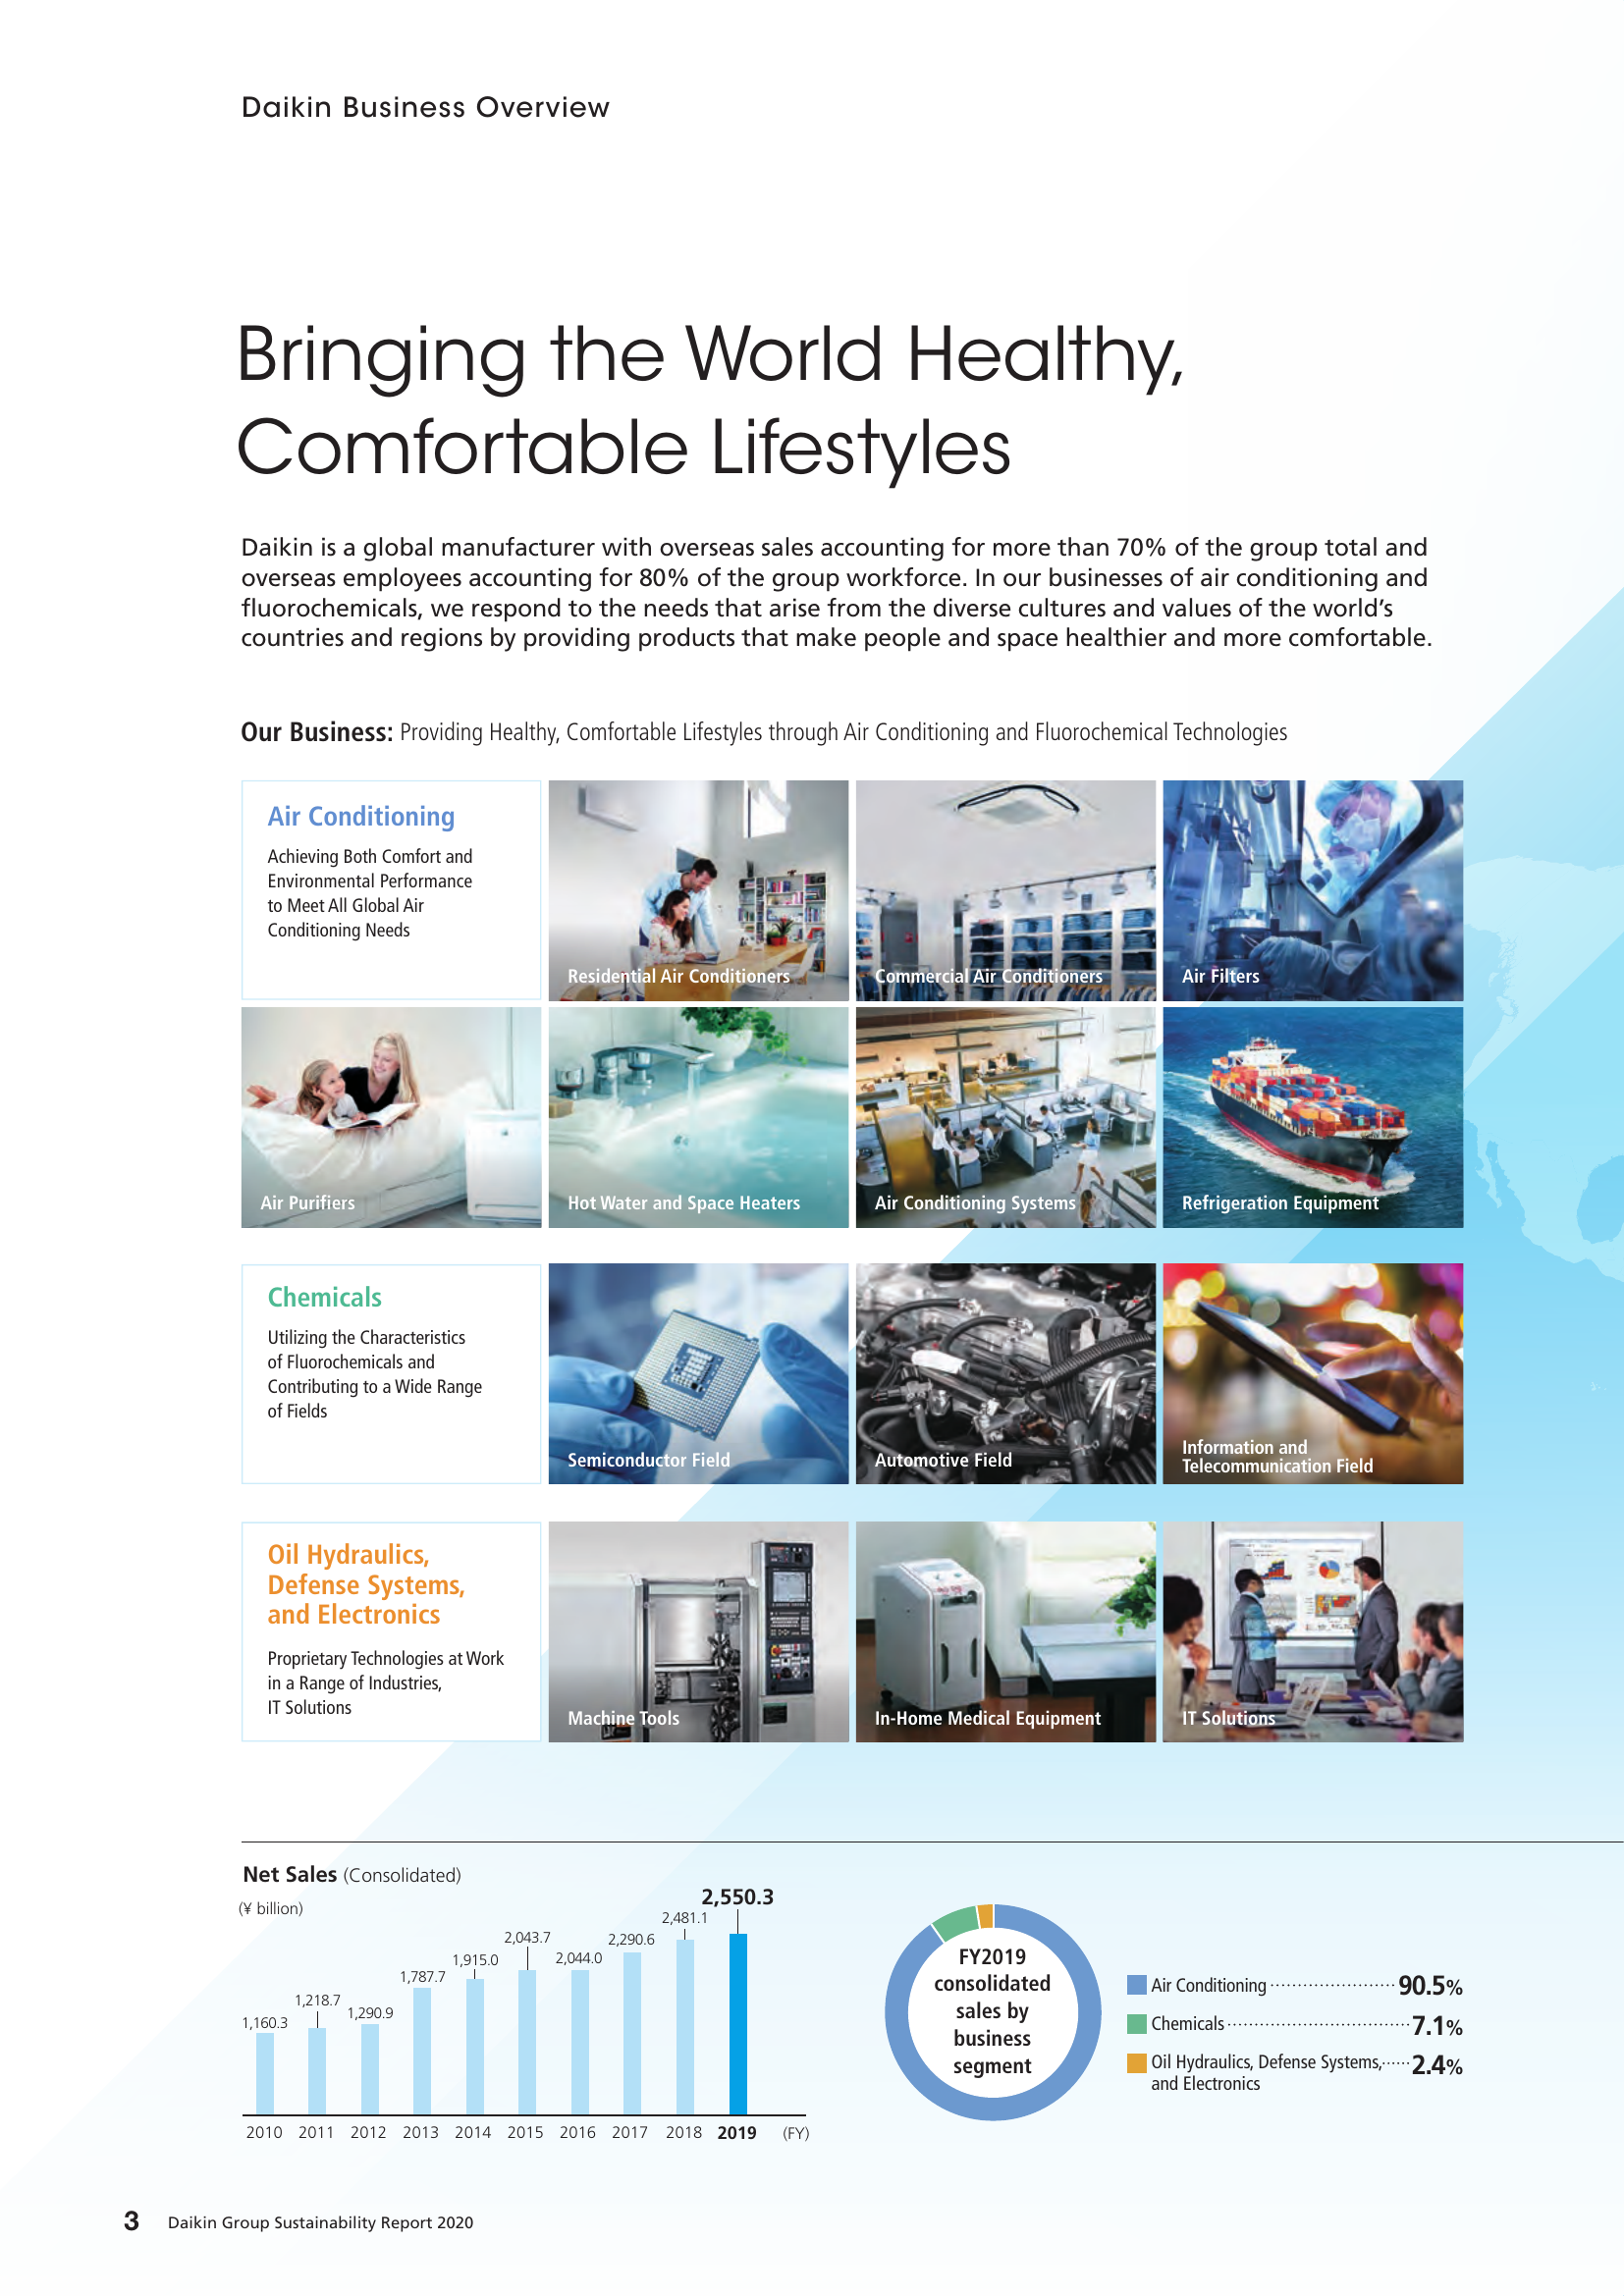 Daikin Business Overview
Bringing the World Healthy,
Comfortable Lifestyles
Daikin is a global manufacturer with overseas sales accounting for more than 70% of the group total and
overseas employees accounting for 80% of the group workforce. In our businesses of air conditioning and
fluorochemicals, we respond to the needs that arise from the diverse cultures and values of the world's
countries and regions by providing products that make people and space healthier and more comfortable.
Our Business: Providing Healthy, Comfortable Lifestyles through Air Conditioning and Fluorochemical Technologies
Air Conditioning
Achieving Both Comfort and
Environmental Performance
to Meet All Global Air
Conditioning Needs
Residential Air Conditioners
Commercial Air Conditioners
Air Filters
Air Purifiers
Hot Water and Space Heaters
Air Conditioning Systems
Refrigeration Equipment
Chemicals
Utilizing the Characteristics
of Fluorochemicals and
Contributing to a Wide Range
of Fields
Semiconductor Field
Automotive Field
Information and
Telecommunication Field
Oil Hydraulics,
Defense Systems,
and Electronics
Proprietary Technologies at Work
in a Range of Industries,
IT Solutions
Machine Tools
In-Home Medical Equipment
IT Solutions
Net Sales (Consolidated)
(¥ billion)
1,160.3
1,218.7
1,290.9
1,787.7
1,915.0
2,043.7
2,044.0
2,290.6
2,481.1
2,550.3
2010 2011 2012 2013 2014 2015 2016 2017 2018 2019 (FY)
FY2019
consolidated
sales by
business
segment
Air Conditioning 90.5%
Chemicals 7.1%
Oil Hydraulics, Defense Systems, 2.4%
and Electronics
3 Daikin Group Sustainability Report 2020